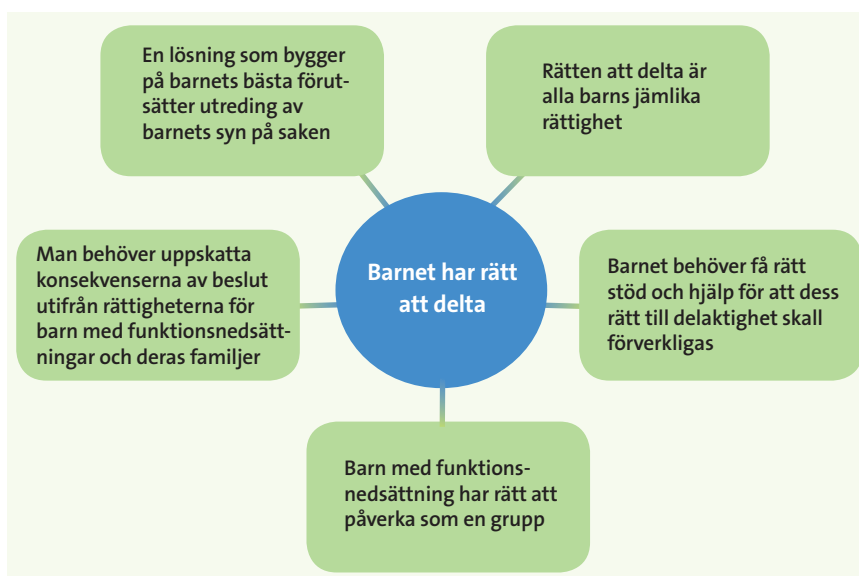 En lösning som bygger
på barnets bästa förut-
sätter utreding av
barnets syn på saken
Rätten att delta är
alla barns jämlika
rättighet
Man behöver uppskatta
konsekvenserna av beslut
utifrån rättigheterna för
barn med funktionsnedsätt-
ningar och deras familjer
Barnet har rätt
att delta
Barnet behöver få rätt
stöd och hjälp för att dess
rätt till delaktighet skall
förverkligas
Barn med funktions-
nedsättning har rätt att
påverka som en grupp